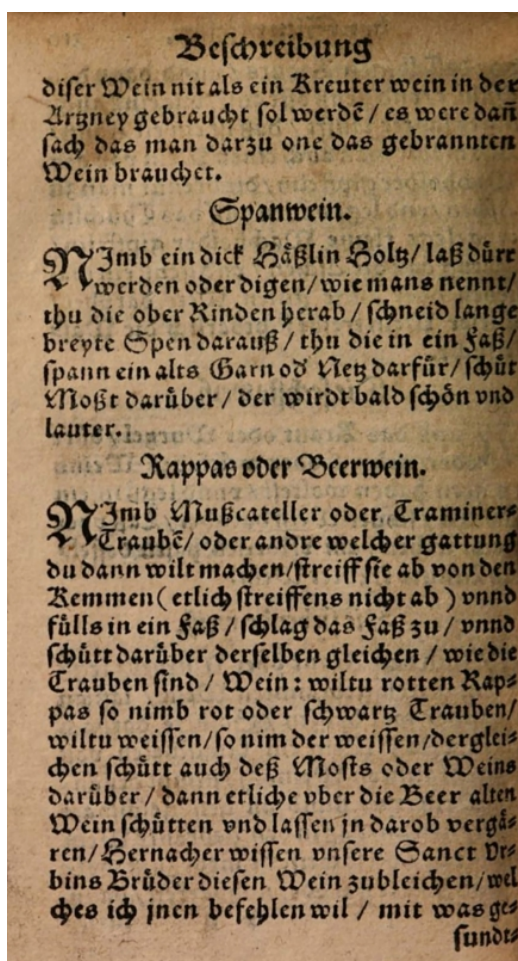 Beschreibung
diser Wein nit als ein Kreuter wein in der
Artzney gebraucht sol werdē / es were dañ
sach das man darzu one das gebrannten
Wein brauchet.
Spanwein.
NImb ein dick Häßlin Holtz / laß dürr
werden oder digen / wie mans nennt /
thu die ober Rinden herab / schneid lange
breyte Spen darauß / thu die in ein Faß /
spann ein alts Garn od' Netz darfür / schüt
Moßt darüber / der wirdt bald schön vnd
lauter.
Rappas oder Beerwein.
NImb Mußcateller oder Traminer⸗
Traubē / oder andre welcher gattung
du dann wilt machen / streiff sie ab von den
Kemmen ( etlich streiffens nicht ab ) vnnd
fülls in ein Faß / schlag das Faß zu / vnnd
schütt darüber derselben gleichen / wie die
Trauben sind / Wein : wiltu rotten Rap⸗
pas so nimb rot oder schwartz Trauben /
wiltu weissen / so nim der weissen / derglei⸗
chen schütt auch deß Mosts oder Weins
darüber / dann etliche vber die Beer alten
Wein schütten vnd lassen jn darob vergä⸗
ren / Hernacher wissen vnsere Sanct Vr⸗
bins Brüder diesen Wein zubleichen / wel
ches ich jnen befehlen wil / mit was ge⸗
sundt⸗